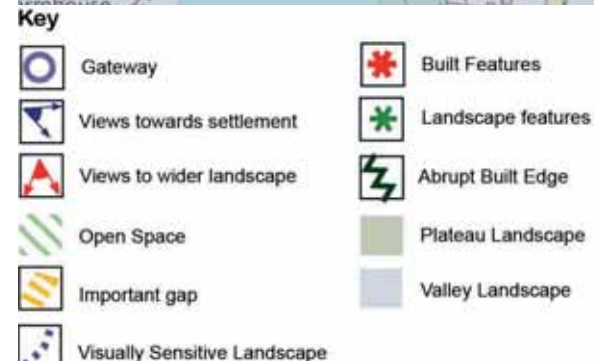 Key
Gateway
Views towards settlement
Views to wider landscape
Open Space
Important gap
Visually Sensitive Landscape
Built Features
Landscape features
Abrupt Built Edge
Plateau Landscape
Valley Landscape